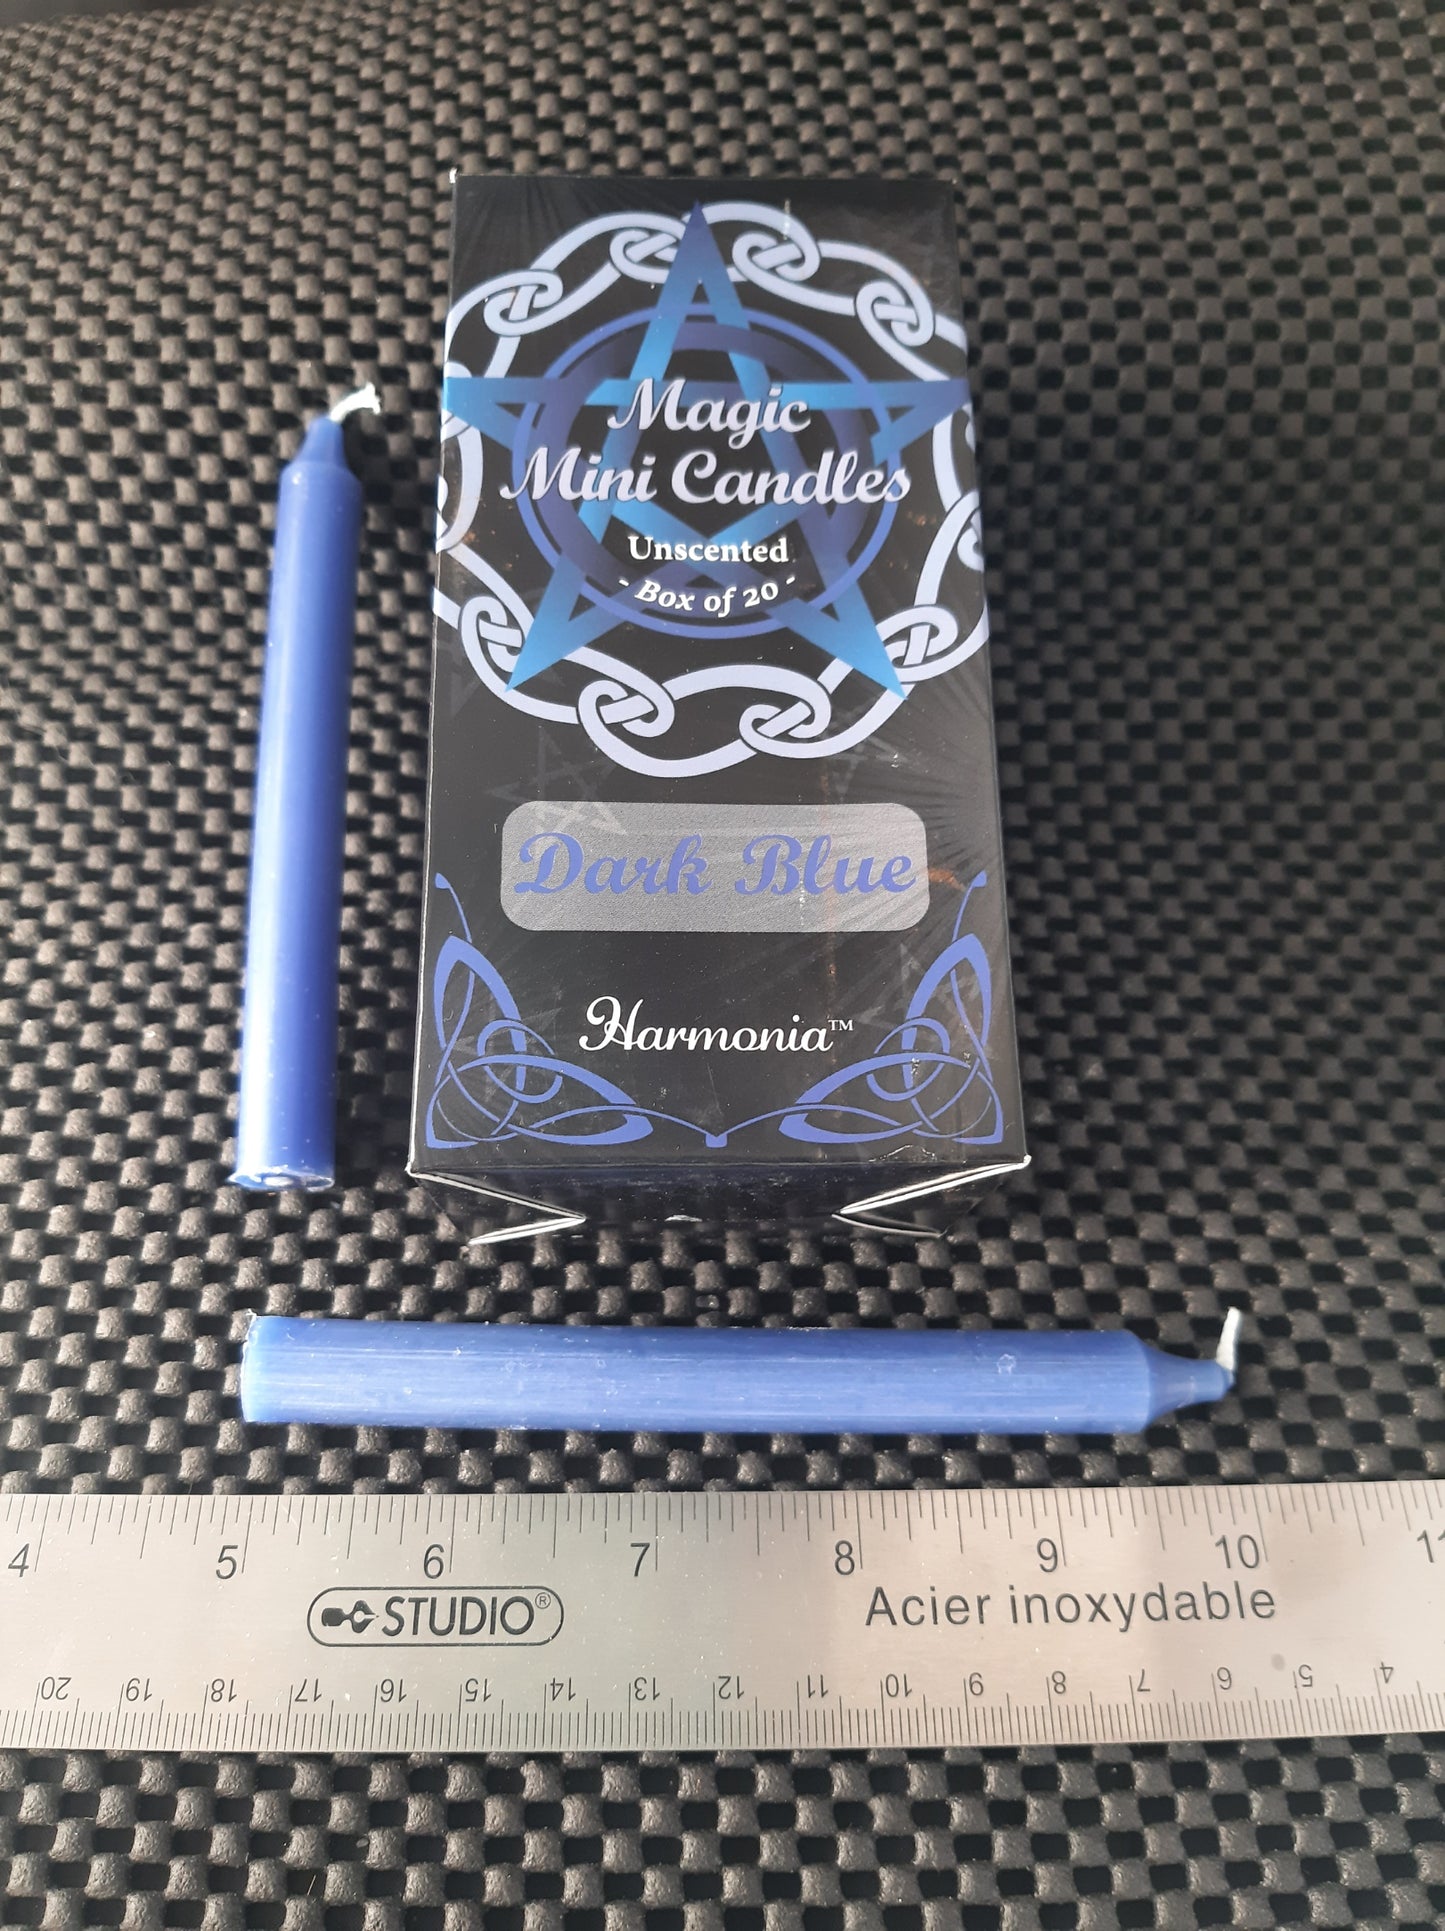 Magic
Mini Candles
Unscented
- Box of 20 -
Dark Blue
Harmonia™
4 5 6 7 8 9 10 11
STUDIO®
Acier inoxydable
20 19 18 17 16 15 14 13 12 11 10 9 8 7 6 5 4